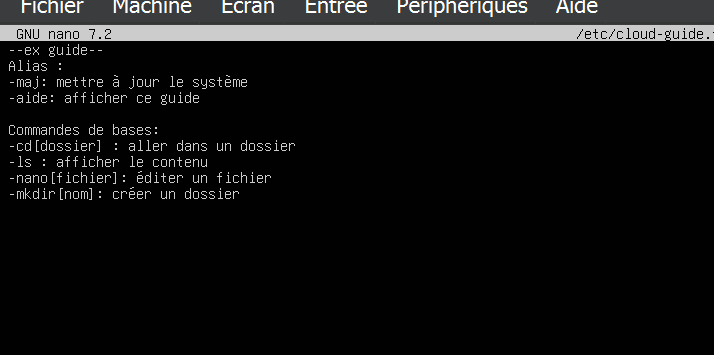 Fichier Machine Écran Entrée Périphériques Aide
GNU nano 7.2 /etc/cloud-guide.
--ex guide--
Alias :
-maj: mettre à jour le système
-aide: afficher ce guide
Commandes de bases:
-cd[dossier] : aller dans un dossier
-ls : afficher le contenu
-nano[fichier]: éditer un fichier
-mkdir[nom]: créer un dossier